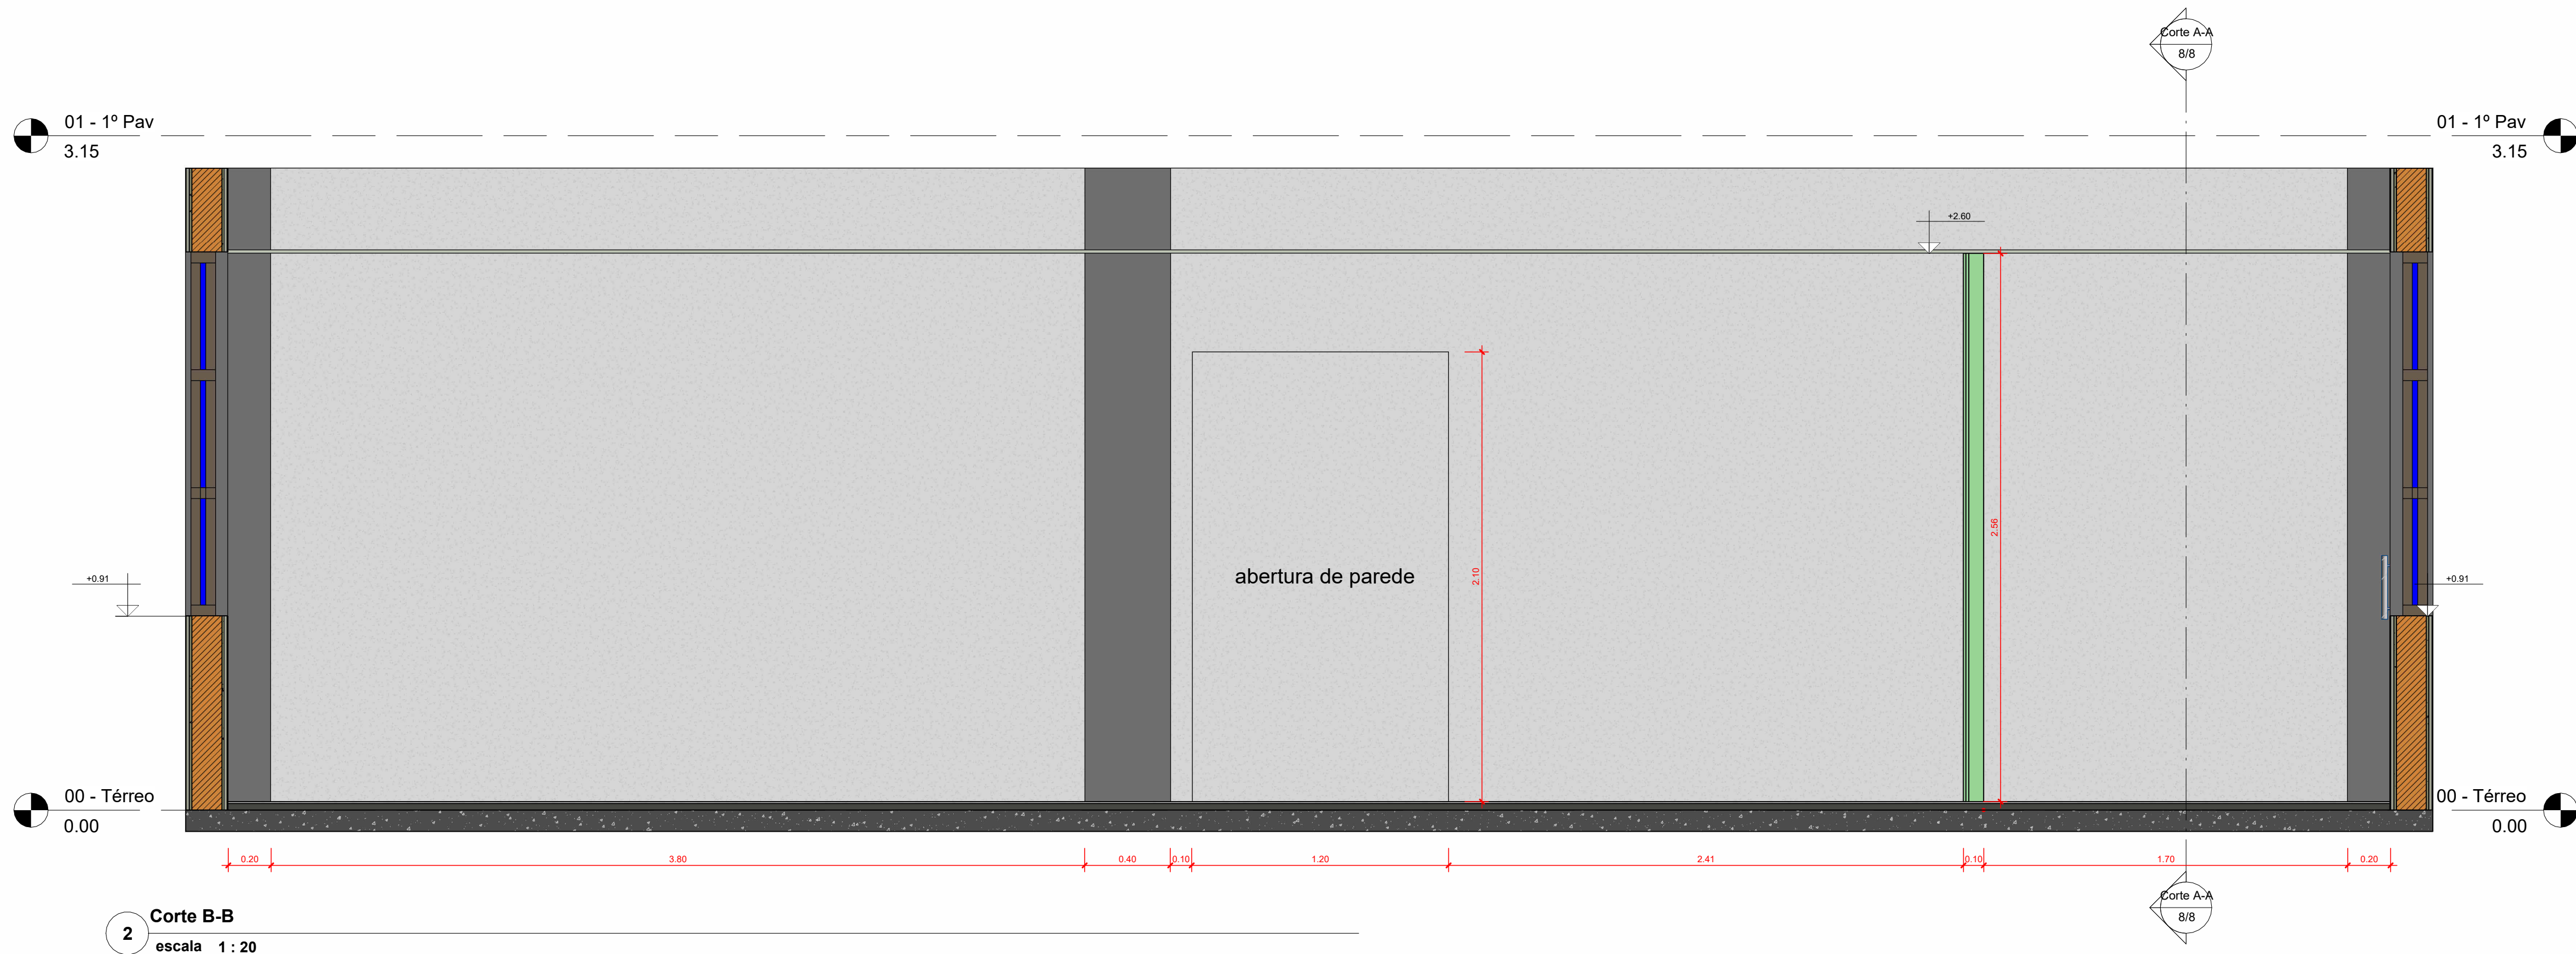 Corte A-A
8/8
01 - 1º Pav
3.15
01 - 1º Pav
3.15
+2.60
2.56
2.10
abertura de parede
+0.91
+0.91
00 - Térreo
0.00
00 - Térreo
0.00
0.20
3.80
0.40
0.10
1.20
2.41
0.10
1.70
0.20
Corte A-A
8/8
2
Corte B-B
escala 1 : 20